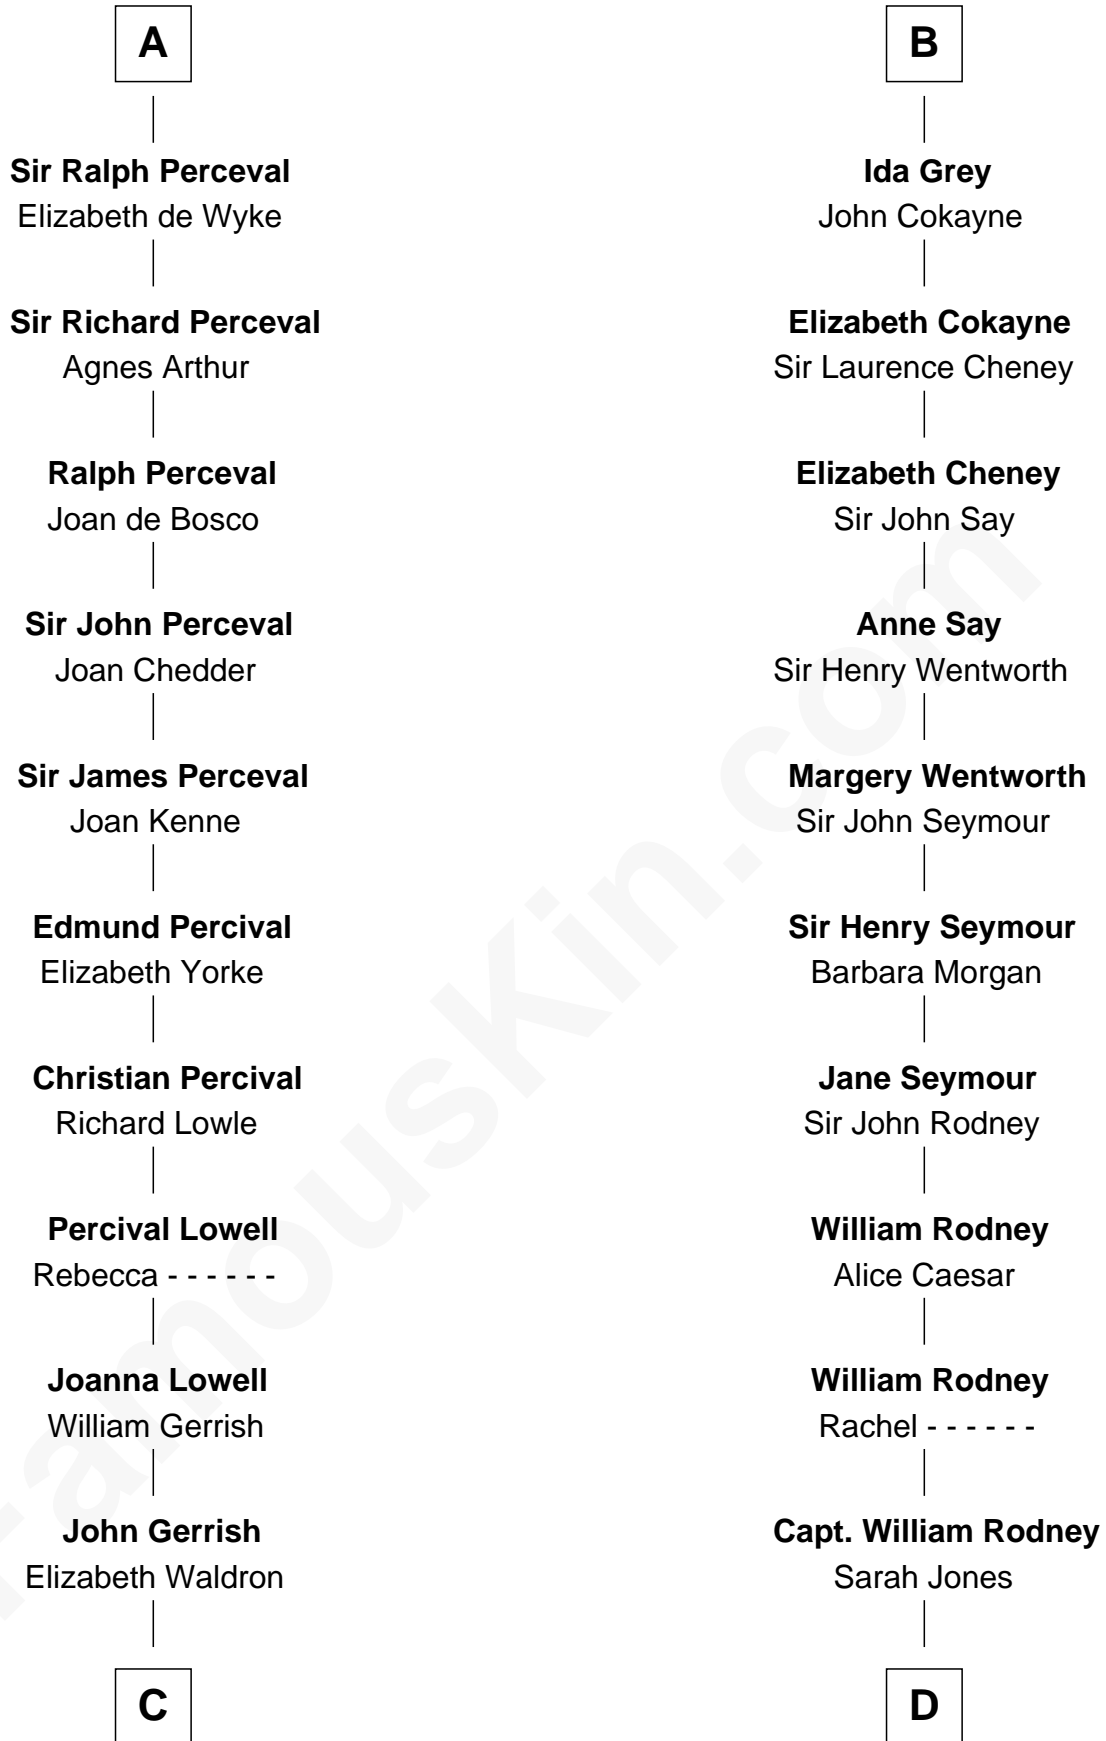 A
Sir Ralph Perceval
Elizabeth de Wyke
Sir Richard Perceval
Agnes Arthur
Ralph Perceval
Joan de Bosco
Sir John Perceval
Joan Chedder
Sir James Perceval
Joan Kenne
Edmund Percival
Elizabeth Yorke
Christian Percival
Richard Lowle
Percival Lowell
Rebecca - - - - - -
Joanna Lowell
William Gerrish
John Gerrish
Elizabeth Waldron
C
B
Ida Grey
John Cokayne
Elizabeth Cokayne
Sir Laurence Cheney
Elizabeth Cheney
Sir John Say
Anne Say
Sir Henry Wentworth
Margery Wentworth
Sir John Seymour
Sir Henry Seymour
Barbara Morgan
Jane Seymour
Sir John Rodney
William Rodney
Alice Caesar
William Rodney
Rachel - - - - - -
Capt. William Rodney
Sarah Jones
D
FamousKin.com